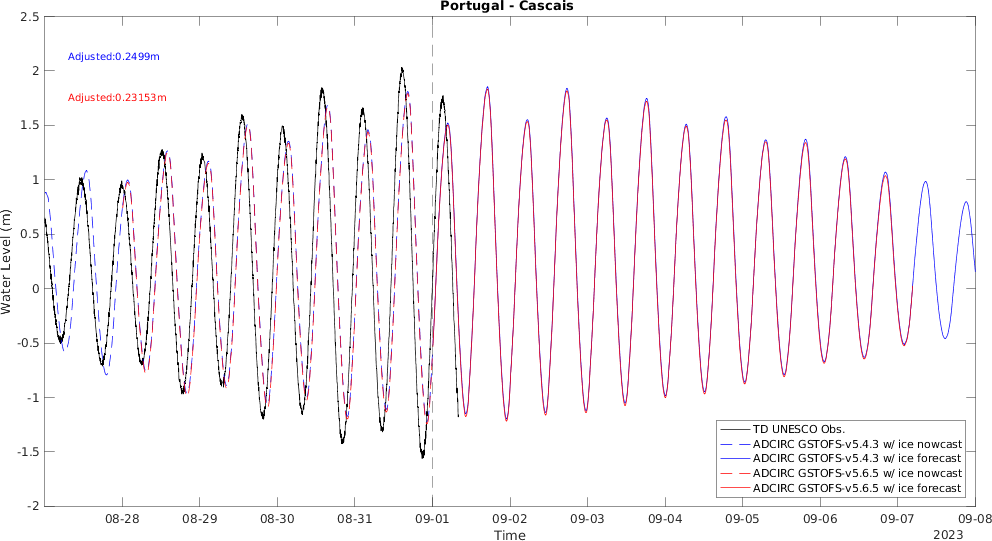 Portugal - Cascais
2.5
2
1.5
1
0.5
0
-0.5
-1
-1.5
-2
Water Level (m)
Adjusted:0.2499m
Adjusted:0.23153m
TD UNESCO Obs.
ADCIRC GSTOFS-v5.4.3 w/ ice nowcast
ADCIRC GSTOFS-v5.4.3 w/ ice forecast
ADCIRC GSTOFS-v5.6.5 w/ ice nowcast
ADCIRC GSTOFS-v5.6.5 w/ ice forecast
08-28 08-29 08-30 08-31 09-01 09-02 09-03 09-04 09-05 09-06 09-07 09-08
Time
2023